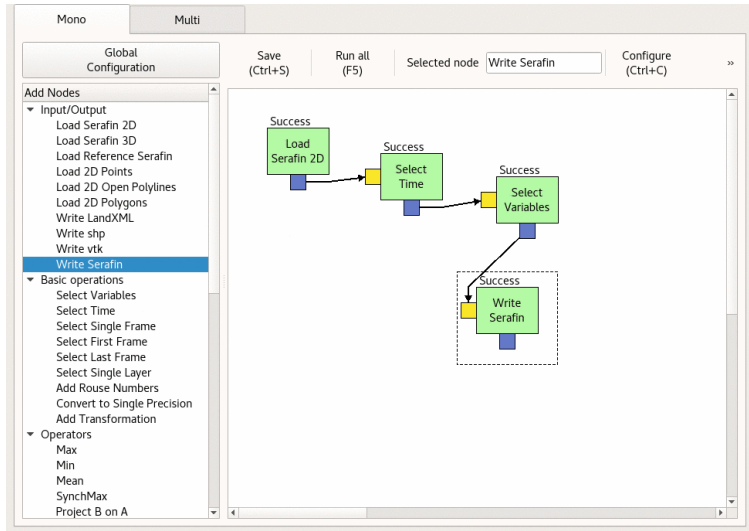 Mono
Multi
Global
Configuration
Save
(Ctrl+S)
Run all
(F5)
Selected node
Write Serafin
Configure
(Ctrl+C)
»
Add Nodes
Input/Output
Load Serafin 2D
Load Serafin 3D
Load Reference Serafin
Load 2D Points
Load 2D Open Polylines
Load 2D Polygons
Write LandXML
Write shp
Write vtk
Write Serafin
Basic operations
Select Variables
Select Time
Select Single Frame
Select First Frame
Select Last Frame
Select Single Layer
Add Rouse Numbers
Convert to Single Precision
Add Transformation
Operators
Max
Min
Mean
SynchMax
Project B on A
Success
Load
Serafin 2D
Success
Select
Time
Success
Select
Variables
Success
Write
Serafin